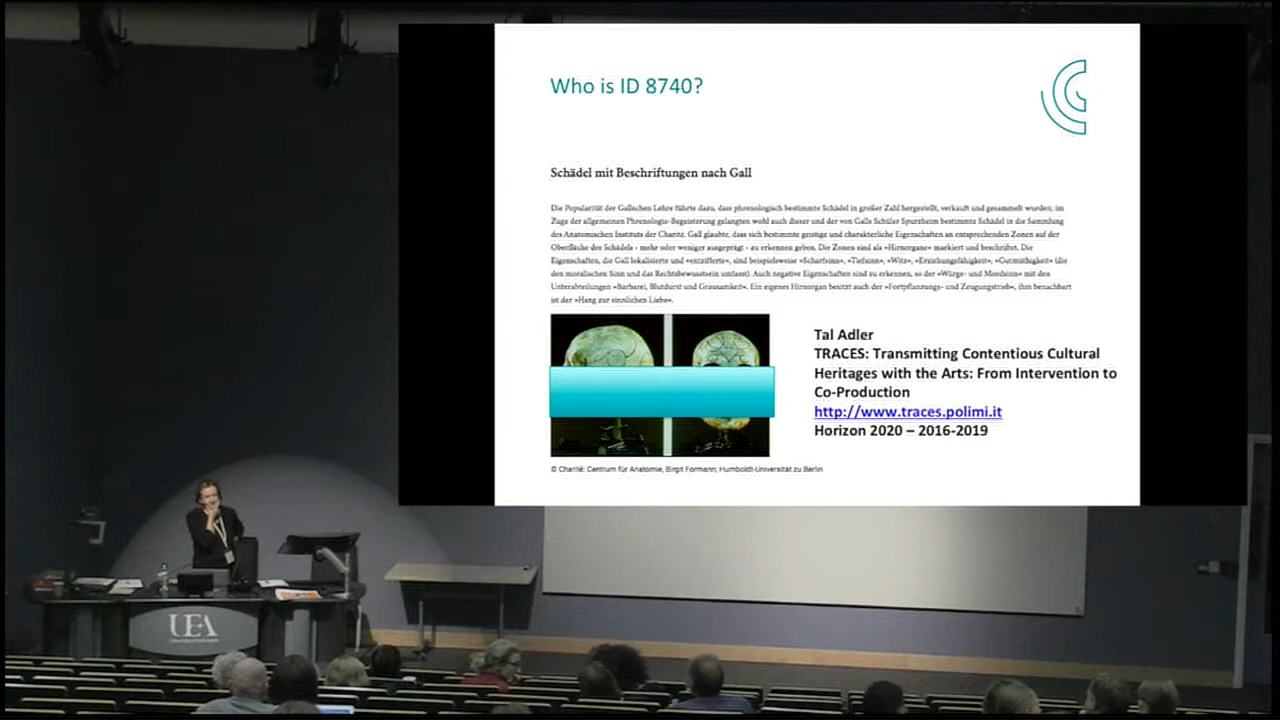 Who is ID 8740?
Schädel mit Beschriftungen nach Gall
Die Popularität der Gallschen Lehre führte dazu, dass phrenologisch bestimmte Schädel in großer Zahl hergestellt, verkauft und gesammelt wurden; im
Zuge der allgemeinen Phrenologie-Begeisterung gelangten wohl auch dieser und der von Galls Schüler Spurzheim bestimmte Schädel in die Sammlung
des Anatomischen Instituts der Charité. Gall glaubte, dass sich bestimmte geistige und charakterliche Eigenschaften an entsprechenden Zonen auf der
Oberfläche des Schädels - mehr oder weniger ausgeprägt - zu erkennen geben. Die Zonen sind als »Hirnorgane« markiert und beschriftet. Die
Eigenschaften, die Gall lokalisierte und »entzifferte«, sind beispielsweise »Scharfsinn«, »Tiefsinn«, »Witz«, »Erziehungsfähigkeit«, »Gutmüthigkeit« (die
den moralischen Sinn und das Rechtsbewusstsein umfasst). Auch negative Eigenschaften sind zu erkennen, so der »Würge- und Mordsinn« mit den
Unterabteilungen »Barbarei, Blutdurst und Grausamkeit«. Ein eigenes Hirnorgan besitzt auch der »Fortpflanzungs- und Zeugungstrieb«, ihm benachbart
ist der »Hang zur sinnlichen Liebe«.
Tal Adler
TRACES: Transmitting Contentious Cultural
Heritages with the Arts: From Intervention to
Co-Production
http://www.traces.polimi.it
Horizon 2020 – 2016-2019
© Charité: Centrum für Anatomie, Birgit Formann; Humboldt-Universität zu Berlin
UEA